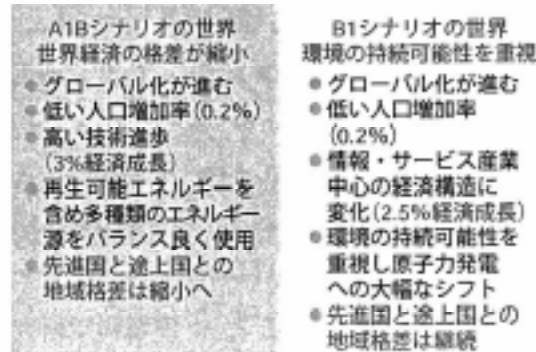 A1Bシナリオの世界
世界経済の格差が縮小
● グローバル化が進む
● 低い人口増加率(0.2%)
● 高い技術進歩
(3%経済成長)
● 再生可能エネルギーを
含め多種類のエネルギー
源をバランス良く使用
● 先進国と途上国との
地域格差は縮小へ
B1シナリオの世界
環境の持続可能性を重視
● グローバル化が進む
● 低い人口増加率
(0.2%)
● 情報・サービス産業
中心の経済構造に
変化(2.5%経済成長)
● 環境の持続可能性を
重視し原子力発電
への大幅なシフト
● 先進国と途上国との
地域格差は継続